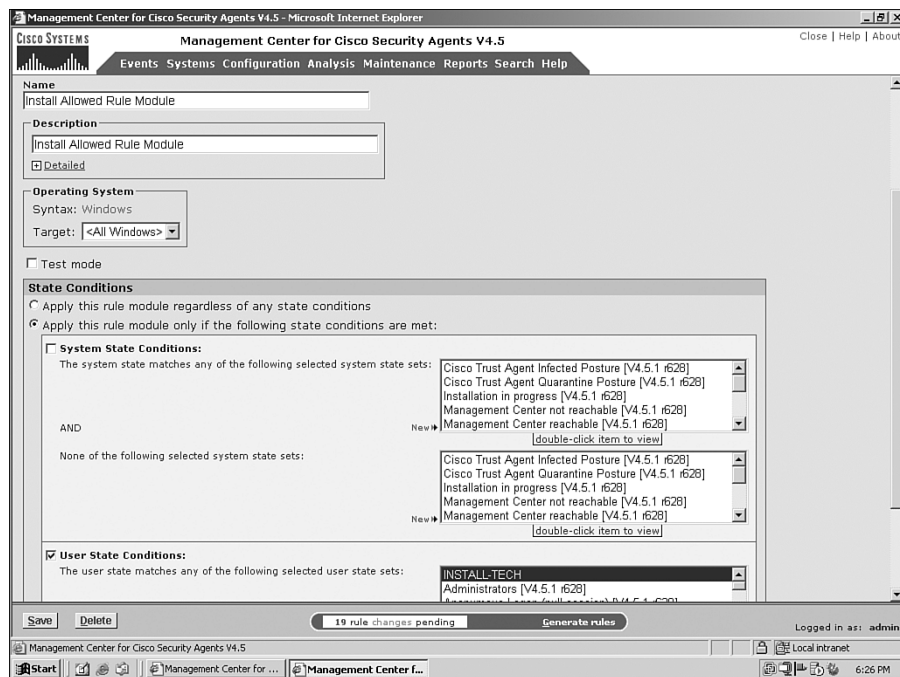 Management Center for Cisco Security Agents V4.5 - Microsoft Internet Explorer
CISCO SYSTEMS
Management Center for Cisco Security Agents V4.5
Close | Help | About
Events Systems Configuration Analysis Maintenance Reports Search Help
Name
Install Allowed Rule Module
Description
Install Allowed Rule Module
Detailed
Operating System
Syntax: Windows
Target: <All Windows>
Test mode
State Conditions
Apply this rule module regardless of any state conditions
Apply this rule module only if the following state conditions are met:
System State Conditions:
The system state matches any of the following selected system state sets:
Cisco Trust Agent Infected Posture [V4.5.1 r628]
Cisco Trust Agent Quarantine Posture [V4.5.1 r628]
Installation in progress [V4.5.1 r628]
Management Center not reachable [V4.5.1 r628]
AND
New
Management Center reachable [V4.5.1 r628]
double-click item to view
None of the following selected system state sets:
Cisco Trust Agent Infected Posture [V4.5.1 r628]
Cisco Trust Agent Quarantine Posture [V4.5.1 r628]
Installation in progress [V4.5.1 r628]
Management Center not reachable [V4.5.1 r628]
New
Management Center reachable [V4.5.1 r628]
double-click item to view
User State Conditions:
The user state matches any of the following selected user state sets:
INSTALL-TECH
Administrators [V4.5.1 r628]
Save
Delete
19 rule changes pending
Generate rules
Logged in as: admin
Management Center for Cisco Security Agents V4.5
Local intranet
Start
Management Center for ...
Management Center f...
6:26 PM